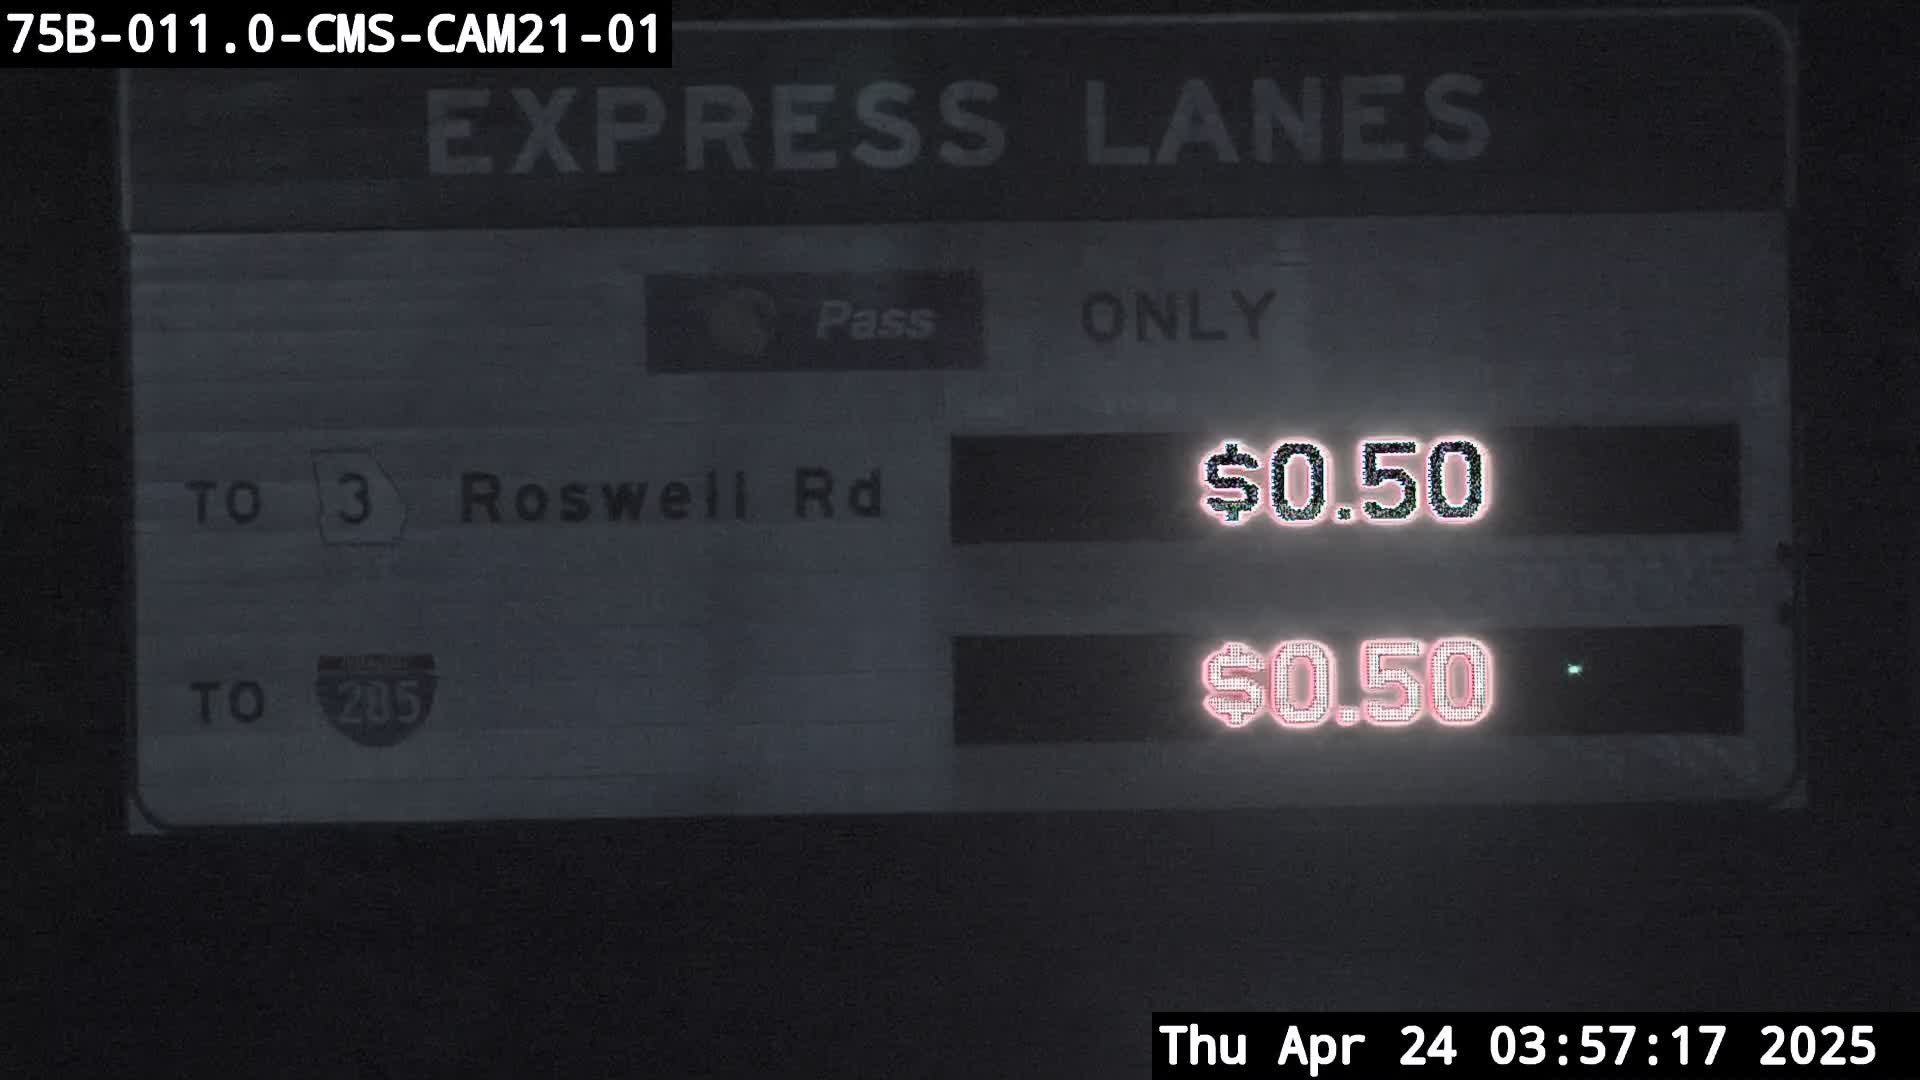 75B-011.0-CMS-CAM21-01
EXPRESS LANES
Pass ONLY
TO 3 Roswell Rd $0.50
TO 285 $0.50
Thu Apr 24 03:57:17 2025